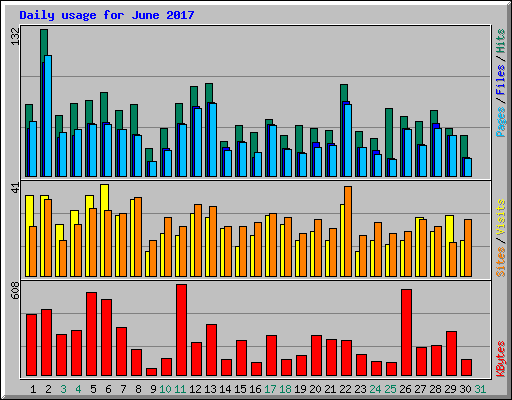 Daily usage for June 2017
132
Pages / Files / Hits
41
Sites / Visits
608
KBytes
1 2 3 4 5 6 7 8 9 10 11 12 13 14 15 16 17 18 19 20 21 22 23 24 25 26 27 28 29 30 31